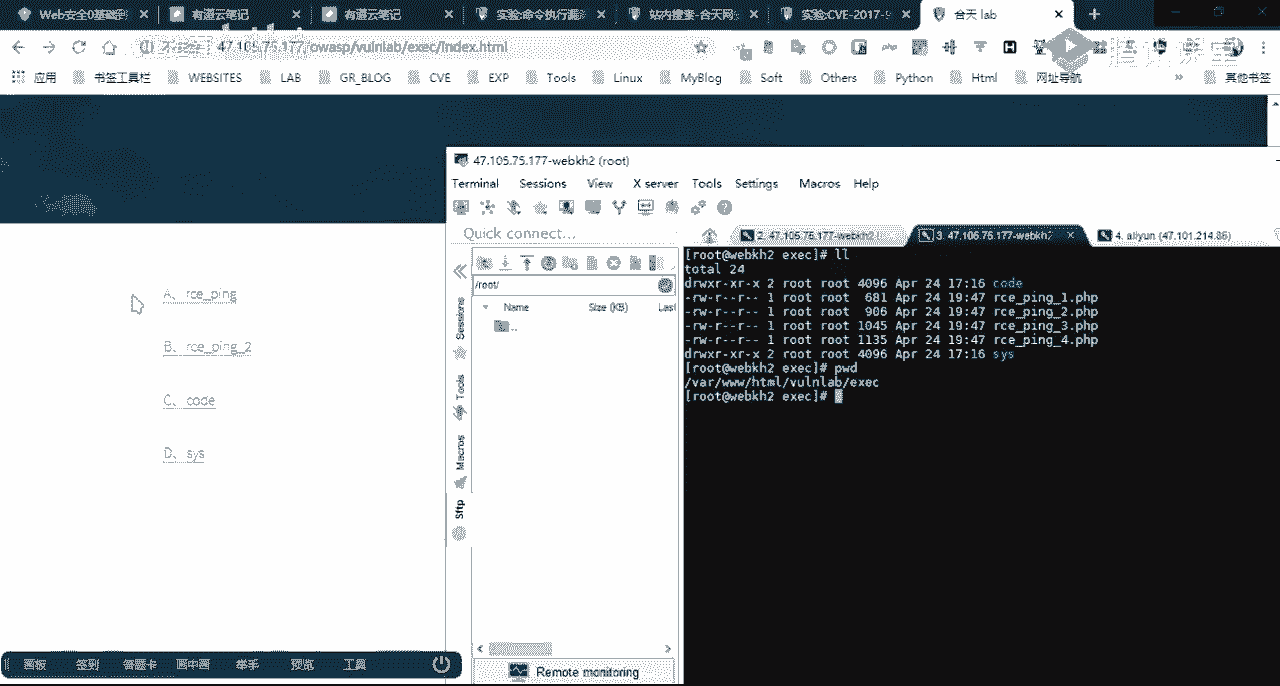 Web安全0基础到
有道云笔记
有道云笔记
实验:命令执行漏
站内搜索-合天网
实验:CVE-2017-9
合天 lab
不安全 47.105.75.177/owasp/vulnlab/exec/index.html
应用 书签工具栏 WEBSITES LAB GR_BLOG CVE EXP Tools Linux MyBlog Soft Others Python Html 网址导航 » 其他书签
腾讯课堂
A、rce_ping
B、rce_ping_2
C、code
D、sys
47.105.75.177-webkh2 (root)
Terminal Sessions View X server Tools Settings Macros Help
Quick connect...
2. 47.105.75.177-webkh2
3. 47.105.75.177-webkh2
4. aliyun (47.101.214.85)
/root/
Name Size (KB) Last
..
Sessions
Tools
Macros
Sftp
Remote monitoring
[root@webkh2 exec]# ll
total 24
drwxr-xr-x 2 root root 4096 Apr 24 17:16 code
-rw-r--r-- 1 root root 681 Apr 24 19:47 rce_ping_1.php
-rw-r--r-- 1 root root 906 Apr 24 19:47 rce_ping_2.php
-rw-r--r-- 1 root root 1045 Apr 24 19:47 rce_ping_3.php
-rw-r--r-- 1 root root 1135 Apr 24 19:47 rce_ping_4.php
drwxr-xr-x 2 root root 4096 Apr 24 17:16 sys
[root@webkh2 exec]# pwd
/var/www/html/vulnlab/exec
[root@webkh2 exec]#
画板 签到 答题卡 画中画 举手 预览 工具